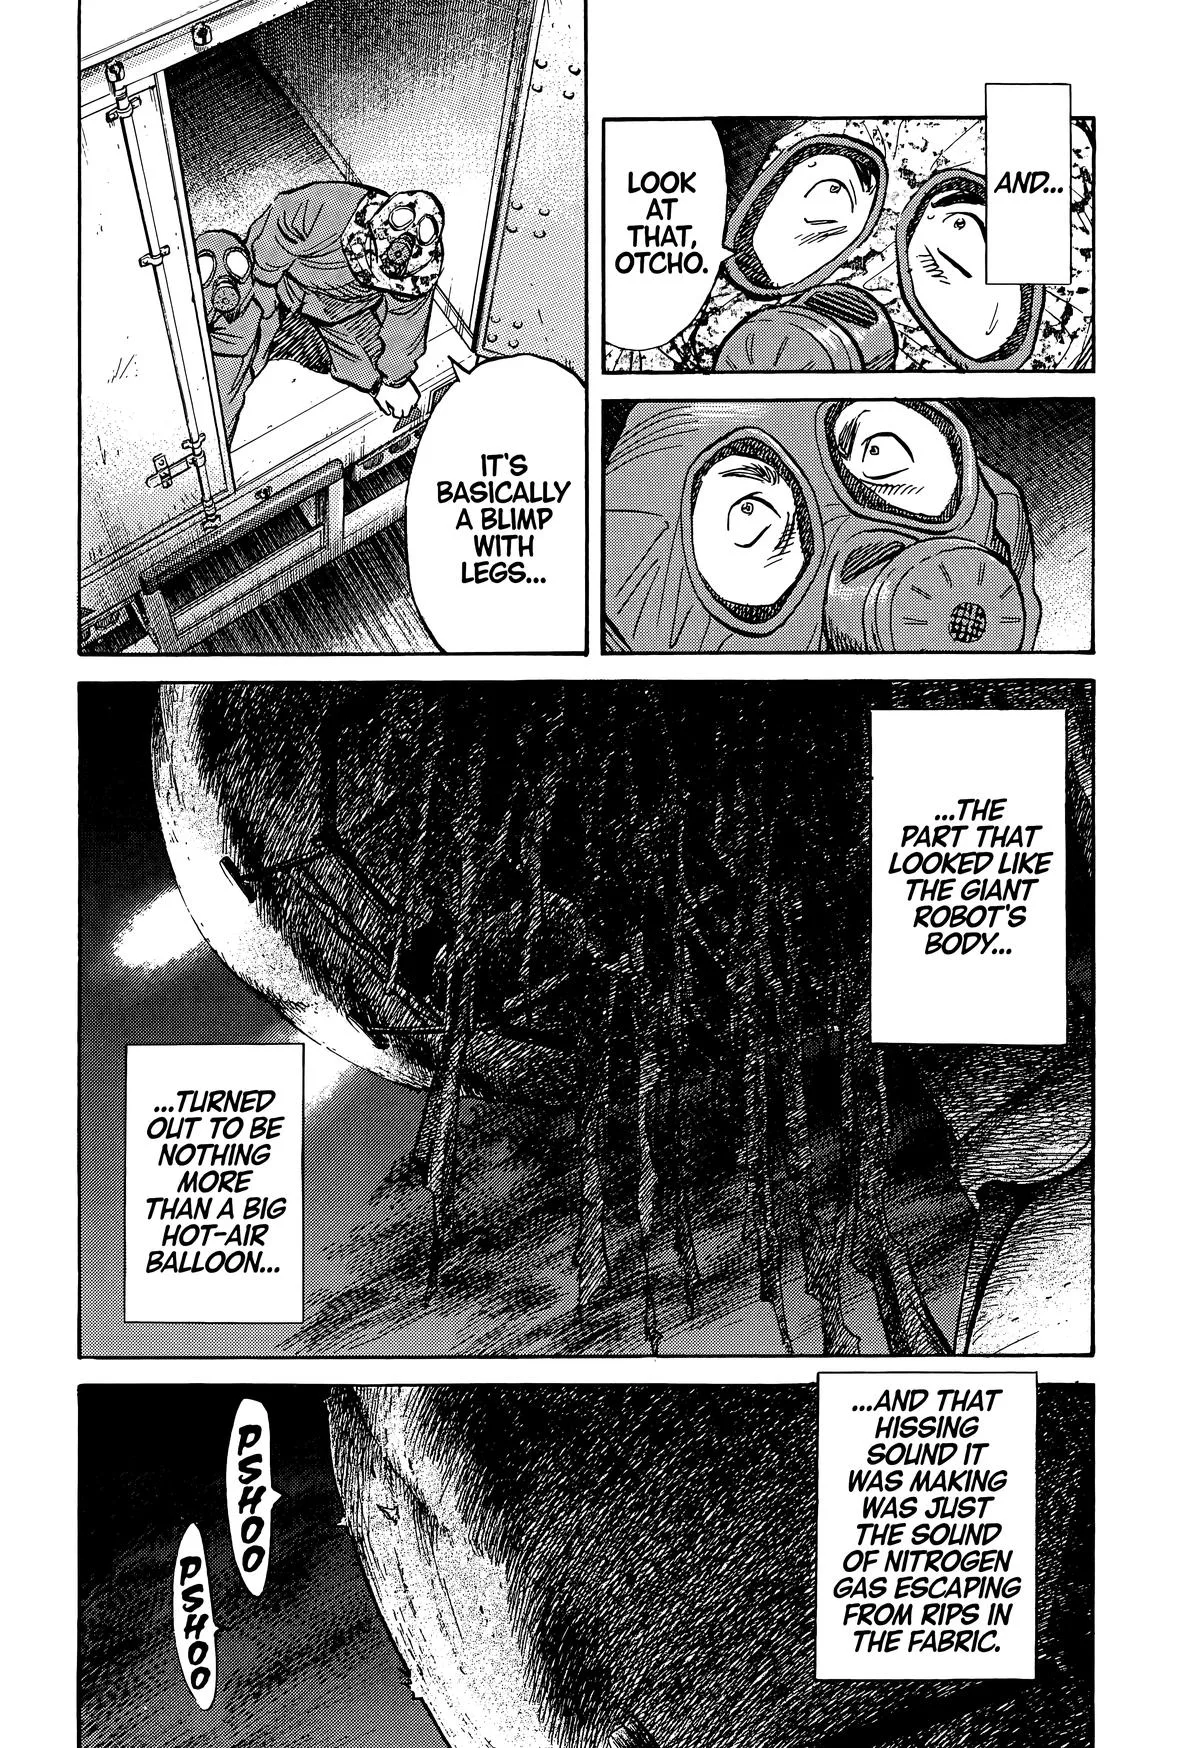 AND...
LOOK
AT
THAT,
OTCHO.
IT'S
BASICALLY
A BLIMP
WITH
LEGS...
...THE
PART THAT
LOOKED LIKE
THE GIANT
ROBOT'S
BODY...
...TURNED
OUT TO BE
NOTHING
MORE
THAN A BIG
HOT-AIR
BALLOON...
...AND THAT
HISSING
SOUND IT
WAS MAKING
WAS JUST
THE SOUND
OF NITROGEN
GAS ESCAPING
FROM RIPS IN
THE FABRIC.
PSHOO
PSHOO